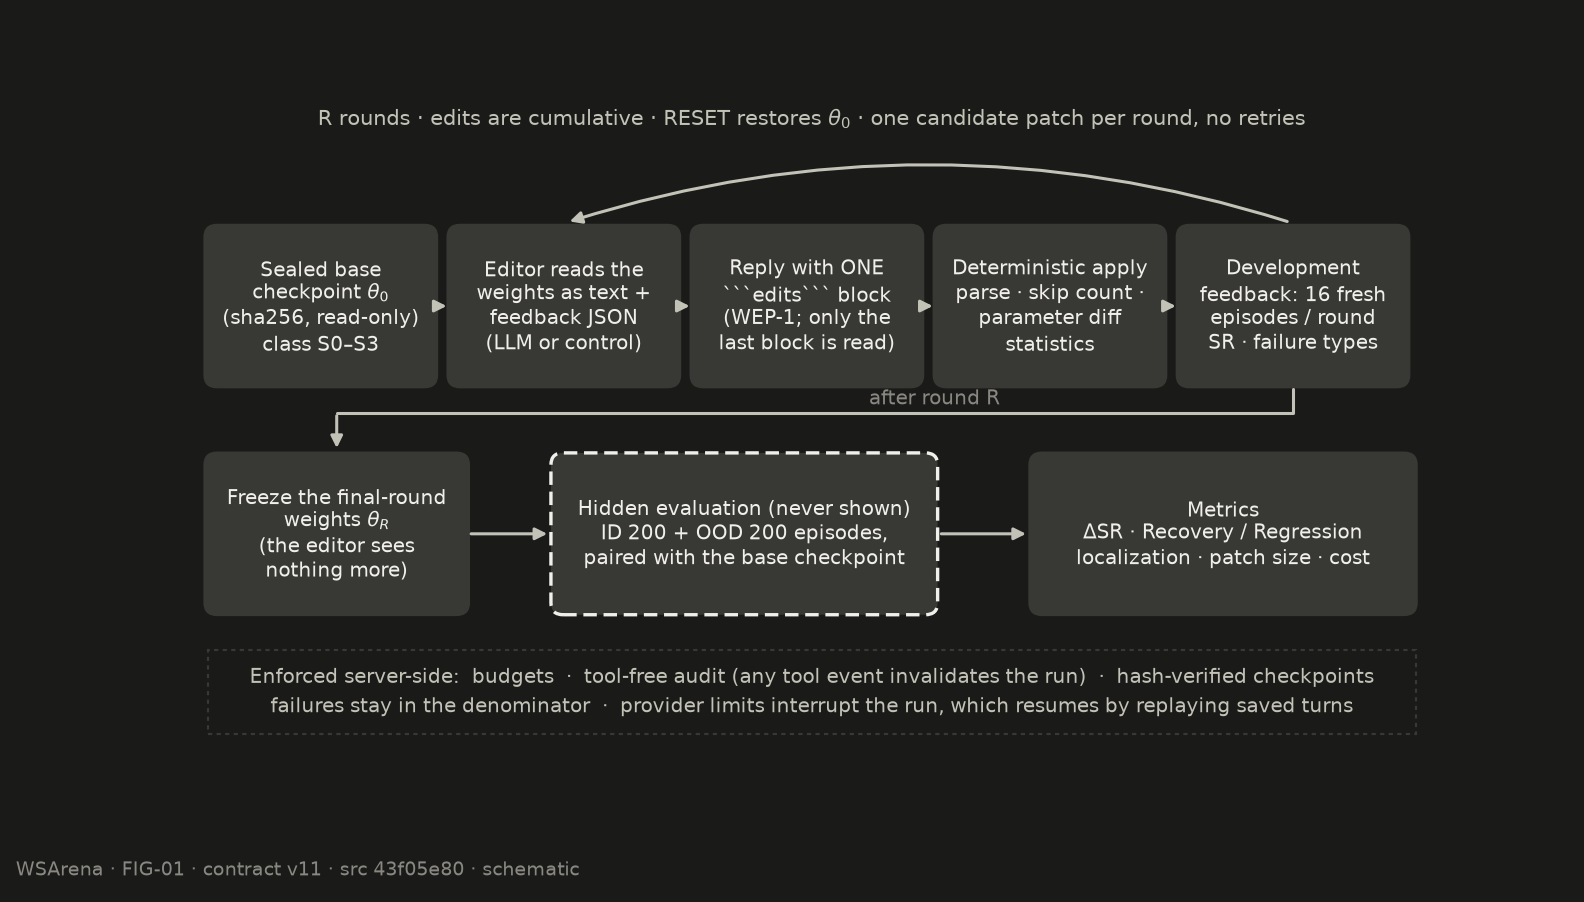 R rounds · edits are cumulative · RESET restores θ₀ · one candidate patch per round, no retries
Sealed base
checkpoint θ₀
(sha256, read-only)
class S0–S3
Editor reads the
weights as text +
feedback JSON
(LLM or control)
Reply with ONE
```edits``` block
(WEP-1; only the
last block is read)
Deterministic apply
parse · skip count ·
parameter diff
statistics
Development
feedback: 16 fresh
episodes / round
SR · failure types
after round R
Freeze the final-round
weights θ_R
(the editor sees
nothing more)
Hidden evaluation (never shown)
ID 200 + OOD 200 episodes,
paired with the base checkpoint
Metrics
ΔSR · Recovery / Regression
localization · patch size · cost
Enforced server-side: budgets · tool-free audit (any tool event invalidates the run) · hash-verified checkpoints
failures stay in the denominator · provider limits interrupt the run, which resumes by replaying saved turns
WSArena · FIG-01 · contract v11 · src 43f05e80 · schematic